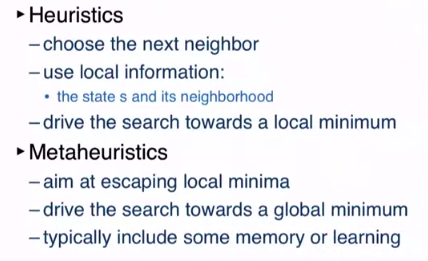 ▸ Heuristics
– choose the next neighbor
– use local information:
• the state s and its neighborhood
– drive the search towards a local minimum
▸ Metaheuristics
– aim at escaping local minima
– drive the search towards a global minimum
– typically include some memory or learning